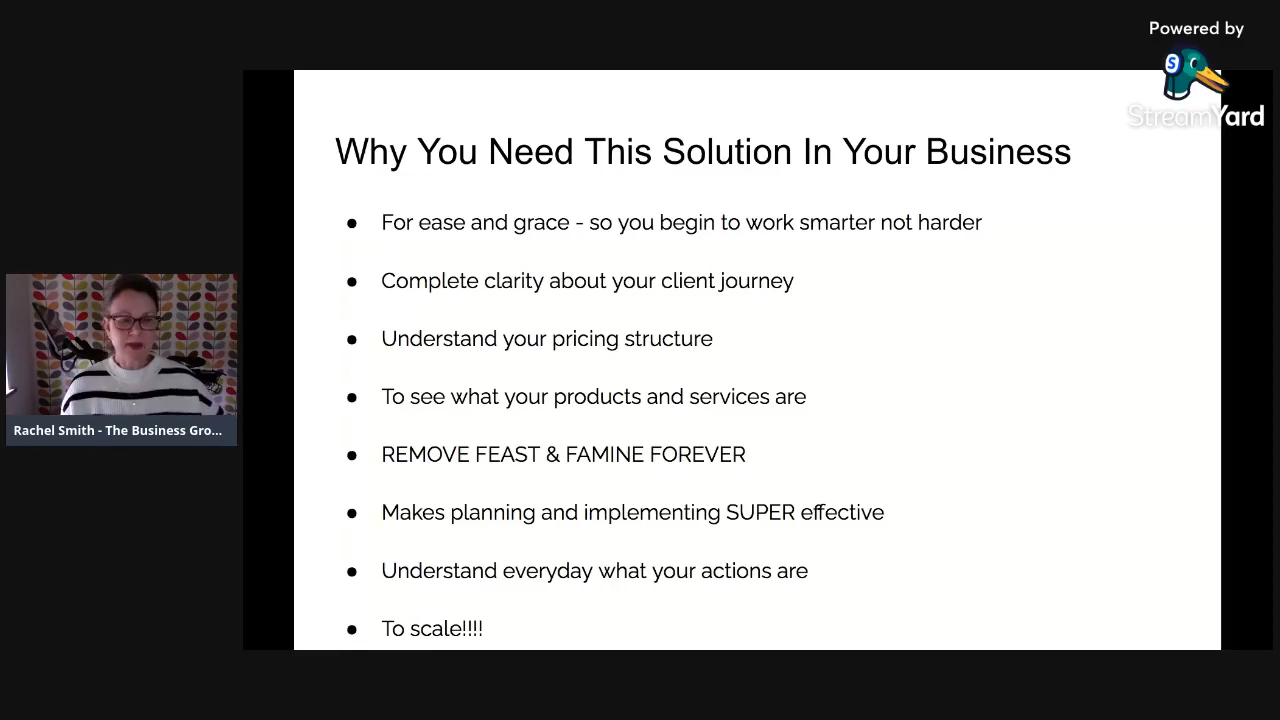 Powered by
StreamYard
Why You Need This Solution In Your Business
● For ease and grace - so you begin to work smarter not harder
● Complete clarity about your client journey
● Understand your pricing structure
● To see what your products and services are
● REMOVE FEAST & FAMINE FOREVER
● Makes planning and implementing SUPER effective
● Understand everyday what your actions are
● To scale!!!!
Rachel Smith - The Business Gro...